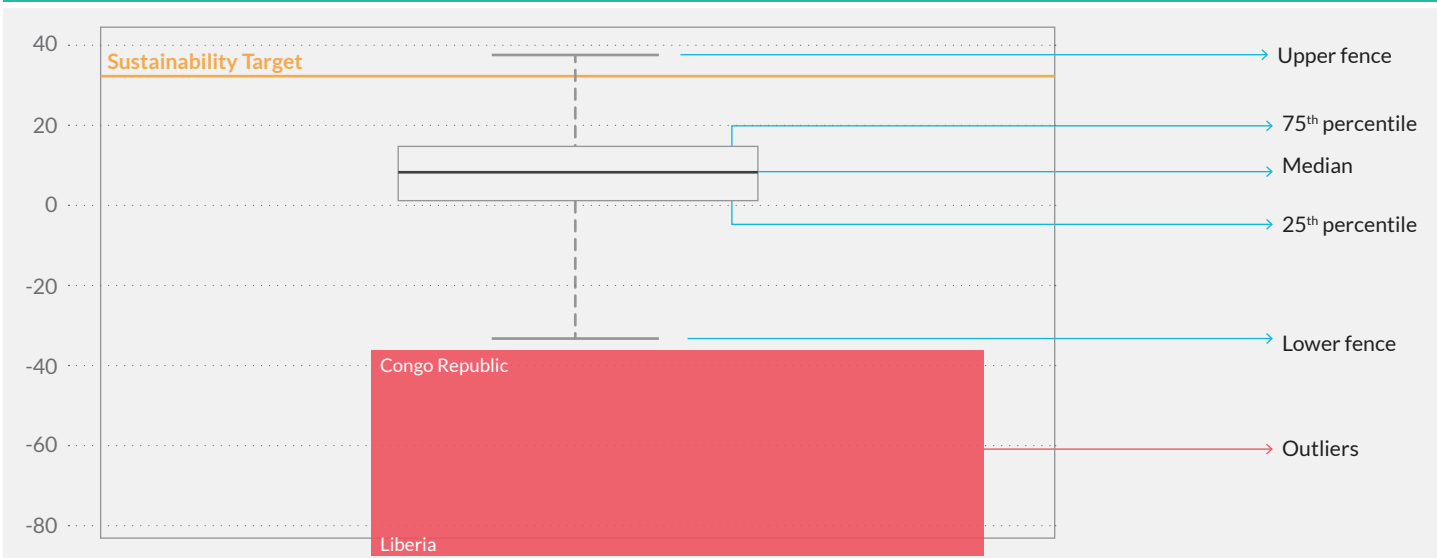 40
Sustainability Target
Upper fence
20
75th percentile
Median
0
25th percentile
-20
Lower fence
Congo Republic
-40
-60
Outliers
-80
Liberia